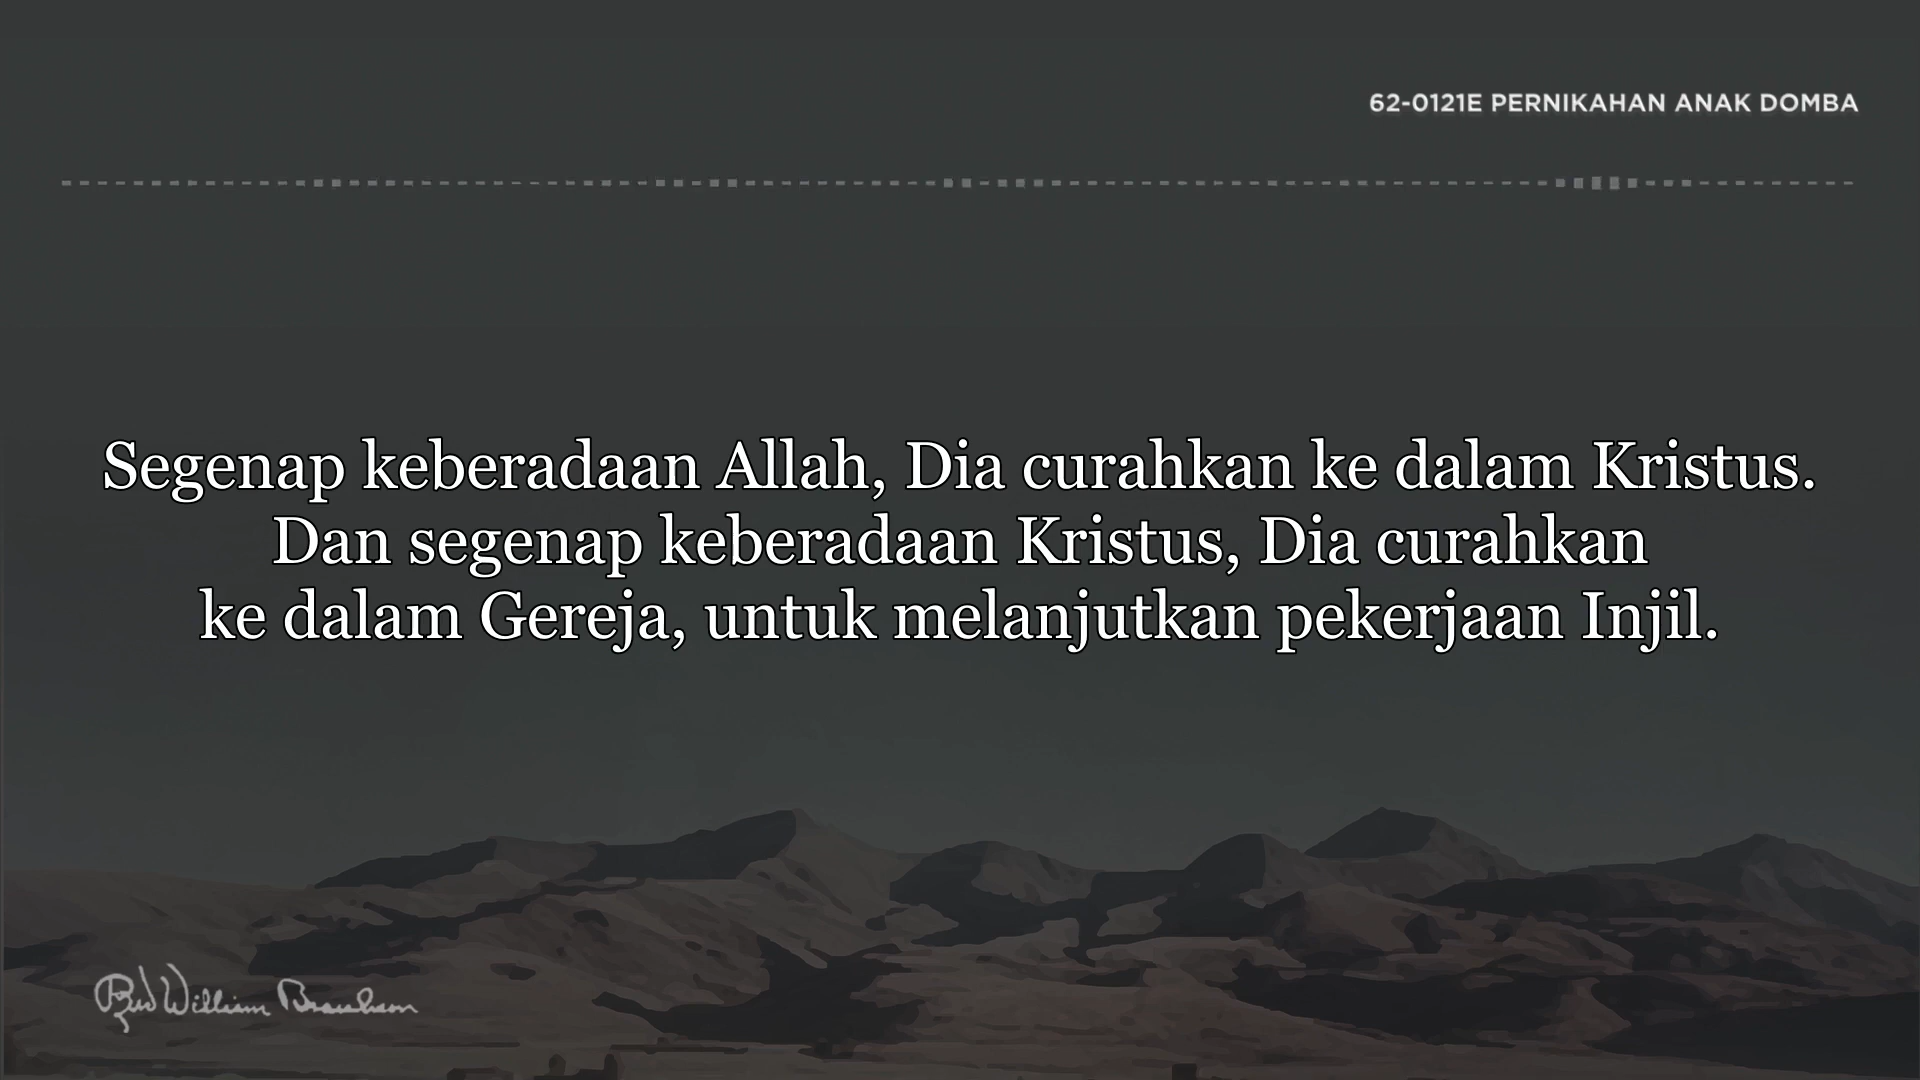 62-0121E PERNIKAHAN ANAK DOMBA
Segenap keberadaan Allah, Dia curahkan ke dalam Kristus.
Dan segenap keberadaan Kristus, Dia curahkan
ke dalam Gereja, untuk melanjutkan pekerjaan Injil.
Rev William Branham